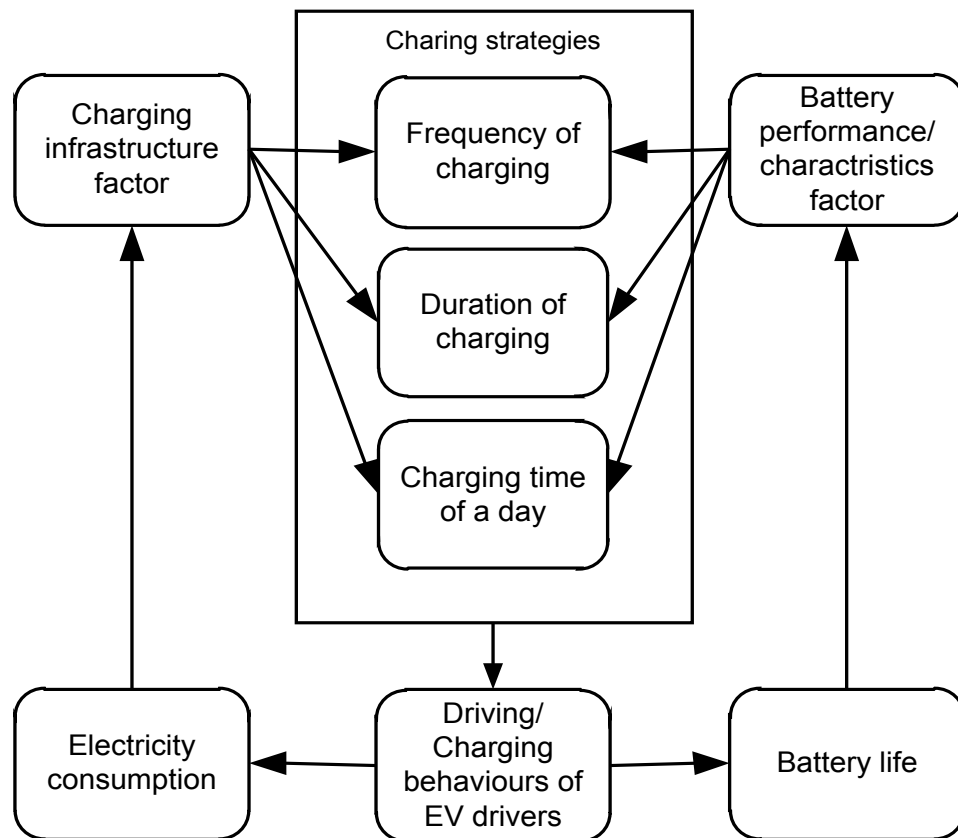 Charing strategies
Charging
infrastructure
factor
Frequency of
charging
Battery
performance/
charactristics
factor
Duration of
charging
Charging time
of a day
Electricity
consumption
Driving/
Charging
behaviours of
EV drivers
Battery life